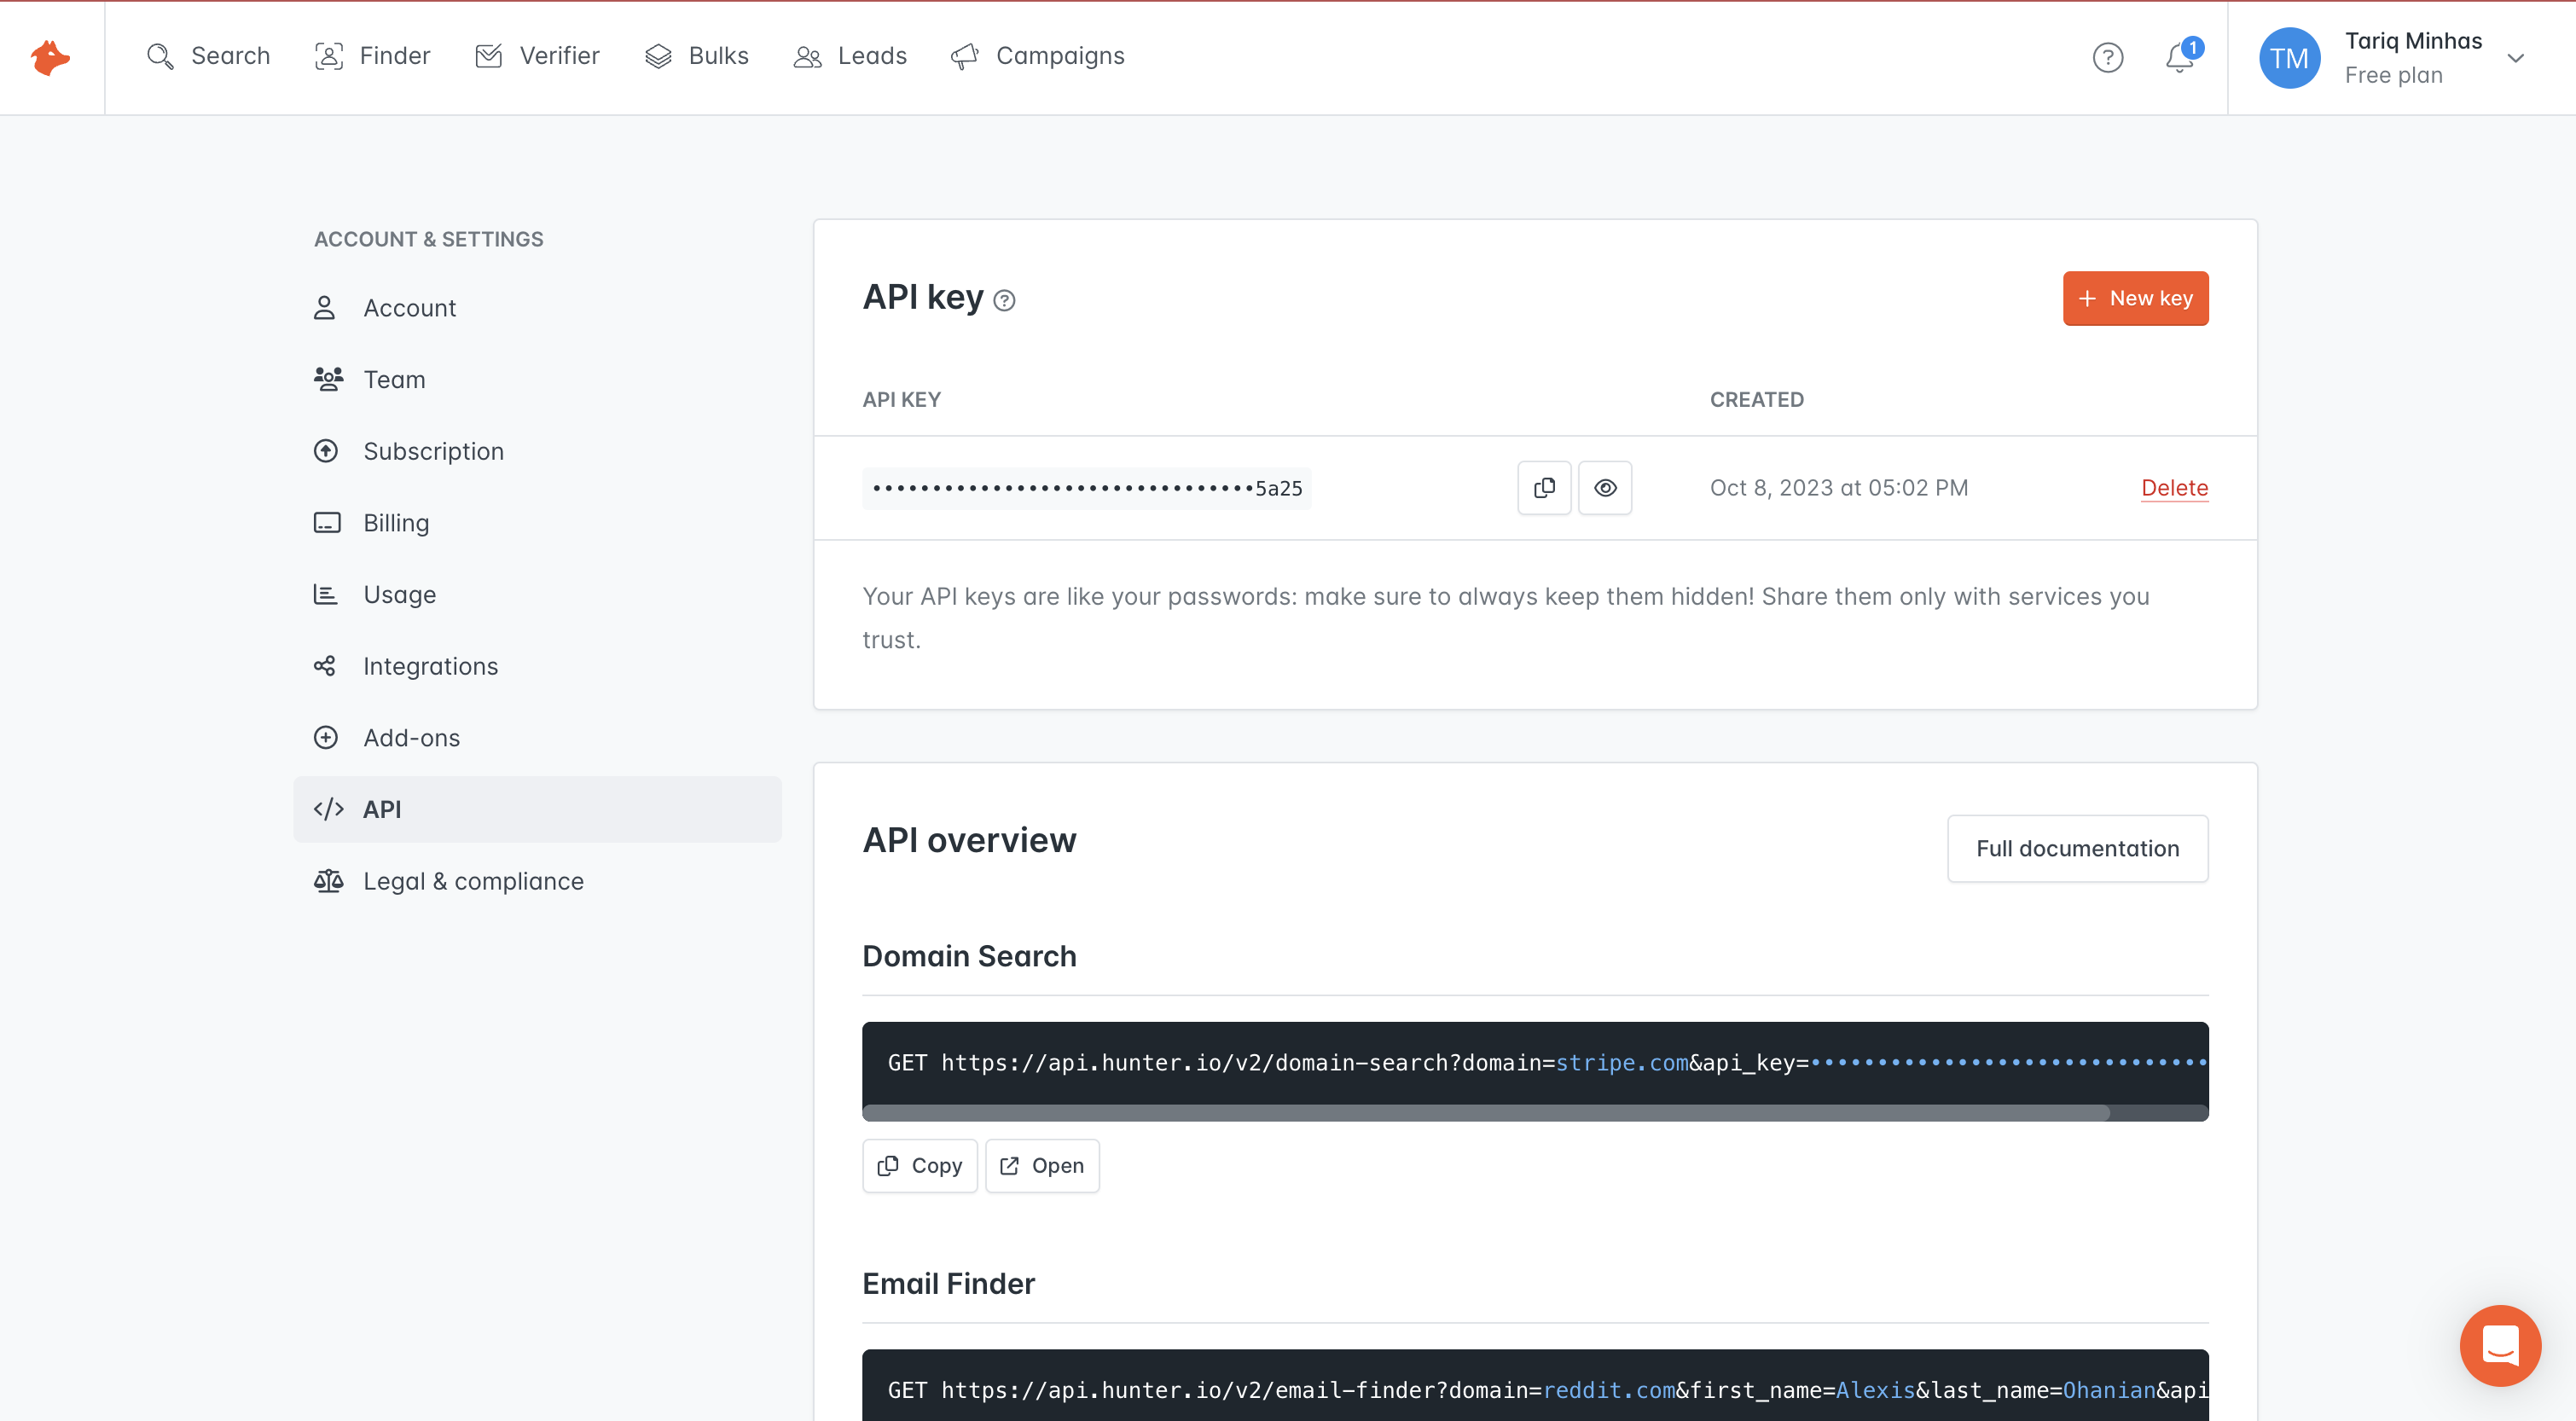 Search
Finder
Verifier
Bulks
Leads
Campaigns
?
1
TM
Tariq Minhas
Free plan
ACCOUNT & SETTINGS
Account
Team
Subscription
Billing
Usage
Integrations
Add-ons
</> API
Legal & compliance
API key ?
+ New key
API KEY
CREATED
••••••••••••••••••••••••••••••••5a25
Oct 8, 2023 at 05:02 PM
Delete
Your API keys are like your passwords: make sure to always keep them hidden! Share them only with services you
trust.
API overview
Full documentation
Domain Search
GET https://api.hunter.io/v2/domain-search?domain=stripe.com&api_key=••••••••••••••••••••••••••••••
Copy
Open
Email Finder
GET https://api.hunter.io/v2/email-finder?domain=reddit.com&first_name=Alexis&last_name=Ohanian&api